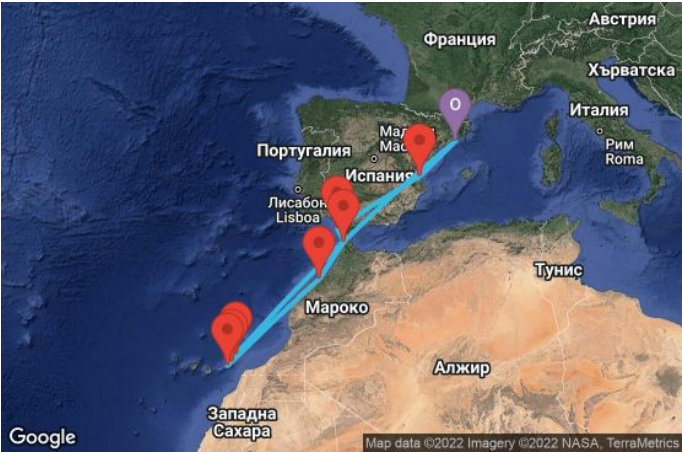 Австрия
Франция
Хърватска
Италия
О
Рим
Roma
Португалия
Испания
Лисабон
Lisboa
Тунис
Мароко
Алжир
Западна
Сахара
Google
Map data ©2022 Imagery ©2022 NASA, TerraMetrics